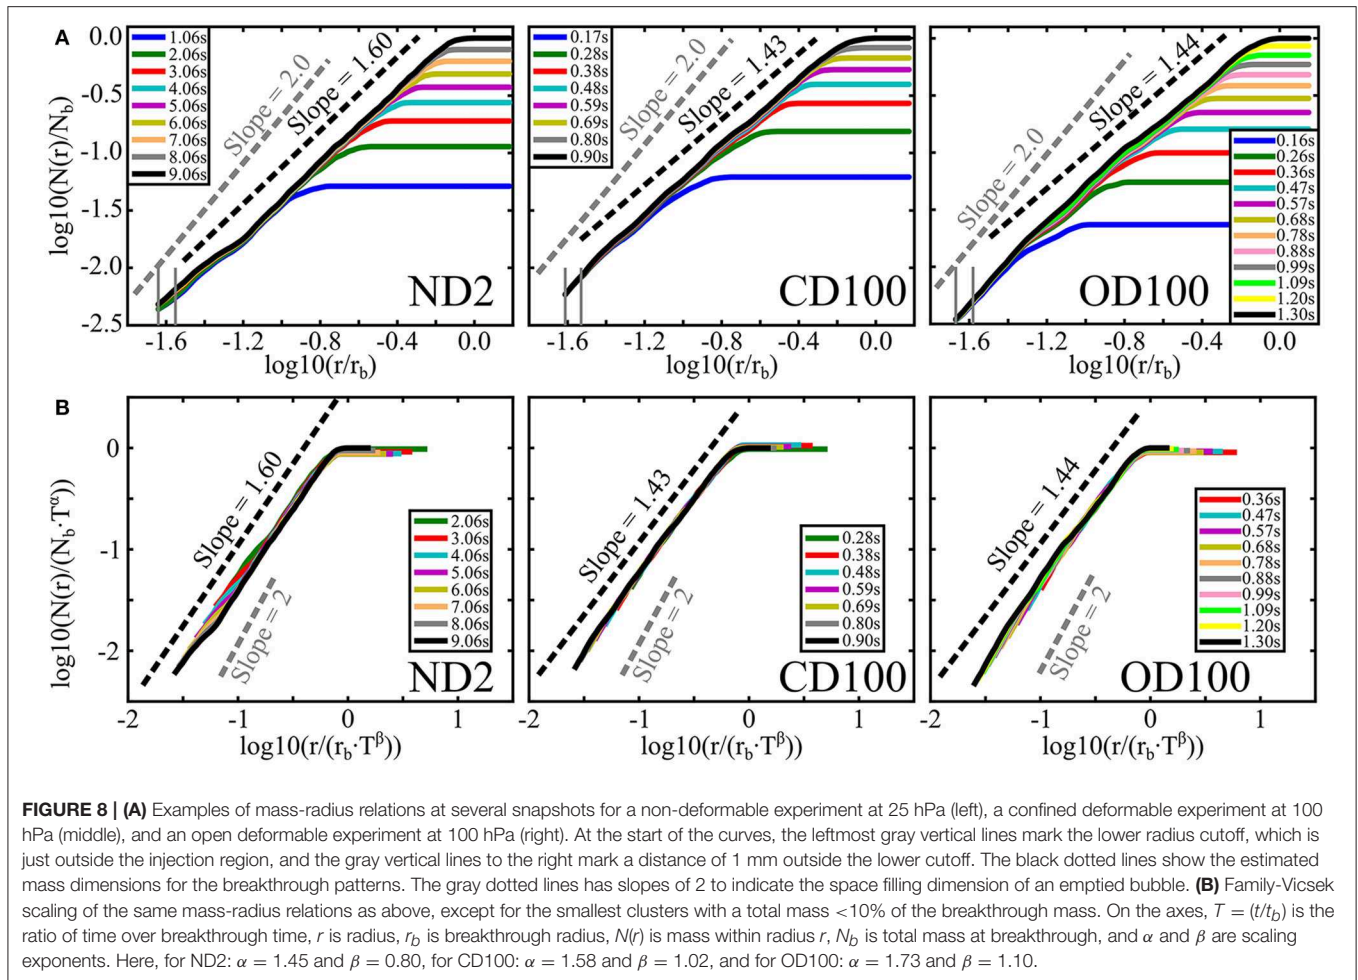 A
log10(N(r)/N_b)
0.0
-0.5
-1.0
-1.5
-2.0
-2.5
1.06s
2.06s
3.06s
4.06s
5.06s
6.06s
7.06s
8.06s
9.06s
Slope = 2.0
Slope = 1.60
ND2
-1.6 -1.2 -0.8 -0.4 0.0
log10(r/r_b)
0.17s
0.28s
0.38s
0.48s
0.59s
0.69s
0.80s
0.90s
Slope = 2.0
Slope = 1.43
CD100
-1.6 -1.2 -0.8 -0.4 0.0
log10(r/r_b)
Slope = 2.0
Slope = 1.44
0.16s
0.26s
0.36s
0.47s
0.57s
0.68s
0.78s
0.88s
0.99s
1.09s
1.20s
1.30s
OD100
-1.6 -1.2 -0.8 -0.4 0.0
log10(r/r_b)
B
log10(N(r)/(N_b·T^α))
0
-1
-2
Slope = 1.60
Slope = 2
2.06s
3.06s
4.06s
5.06s
6.06s
7.06s
8.06s
9.06s
ND2
-2 -1 0 1
log10(r/(r_b·T^β))
Slope = 1.43
Slope = 2
0.28s
0.38s
0.48s
0.59s
0.69s
0.80s
0.90s
CD100
-2 -1 0 1
log10(r/(r_b·T^β))
Slope = 1.44
Slope = 2
0.36s
0.47s
0.57s
0.68s
0.78s
0.88s
0.99s
1.09s
1.20s
1.30s
OD100
-2 -1 0 1
log10(r/(r_b·T^β))
FIGURE 8 | (A) Examples of mass-radius relations at several snapshots for a non-deformable experiment at 25 hPa (left), a confined deformable experiment at 100
hPa (middle), and an open deformable experiment at 100 hPa (right). At the start of the curves, the leftmost gray vertical lines mark the lower radius cutoff, which is
just outside the injection region, and the gray vertical lines to the right mark a distance of 1 mm outside the lower cutoff. The black dotted lines show the estimated
mass dimensions for the breakthrough patterns. The gray dotted lines has slopes of 2 to indicate the space filling dimension of an emptied bubble. (B) Family-Vicsek
scaling of the same mass-radius relations as above, except for the smallest clusters with a total mass <10% of the breakthrough mass. On the axes, T = (t/t_b) is the
ratio of time over breakthrough time, r is radius, r_b is breakthrough radius, N(r) is mass within radius r, N_b is total mass at breakthrough, and α and β are scaling
exponents. Here, for ND2: α = 1.45 and β = 0.80, for CD100: α = 1.58 and β = 1.02, and for OD100: α = 1.73 and β = 1.10.